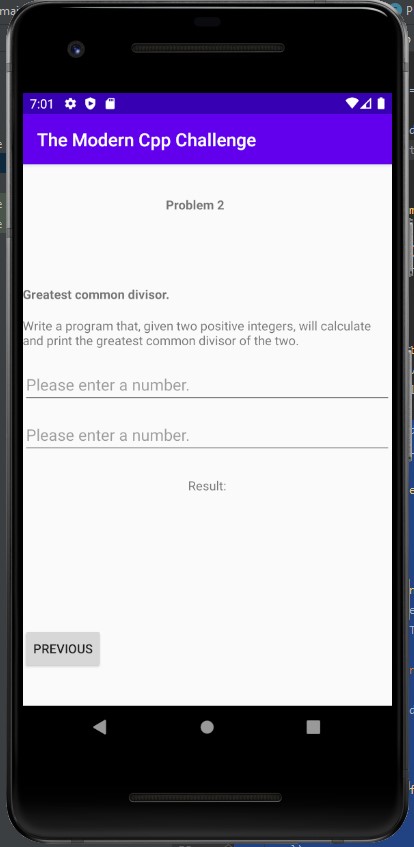 7:01
The Modern Cpp Challenge
Problem 2
Greatest common divisor.
Write a program that, given two positive integers, will calculate
and print the greatest common divisor of the two.
Please enter a number.
Please enter a number.
Result:
PREVIOUS